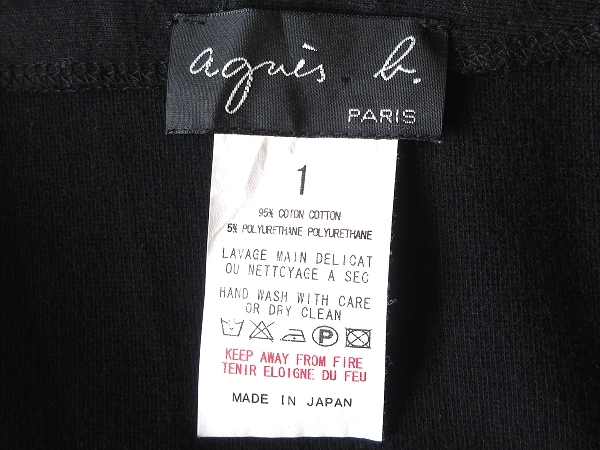 agnès b.
PARIS
1
95% COTON COTTON
5% POLYURETHANE POLYURETHANE
LAVAGE MAIN DELICAT
OU NETTCYAGE A SEC
HAND WASH WITH CARE
OR DRY CLEAN
P
KEEP AWAY FROM FIRE
TENIR ELOIGNE DU FEU
MADE IN JAPAN